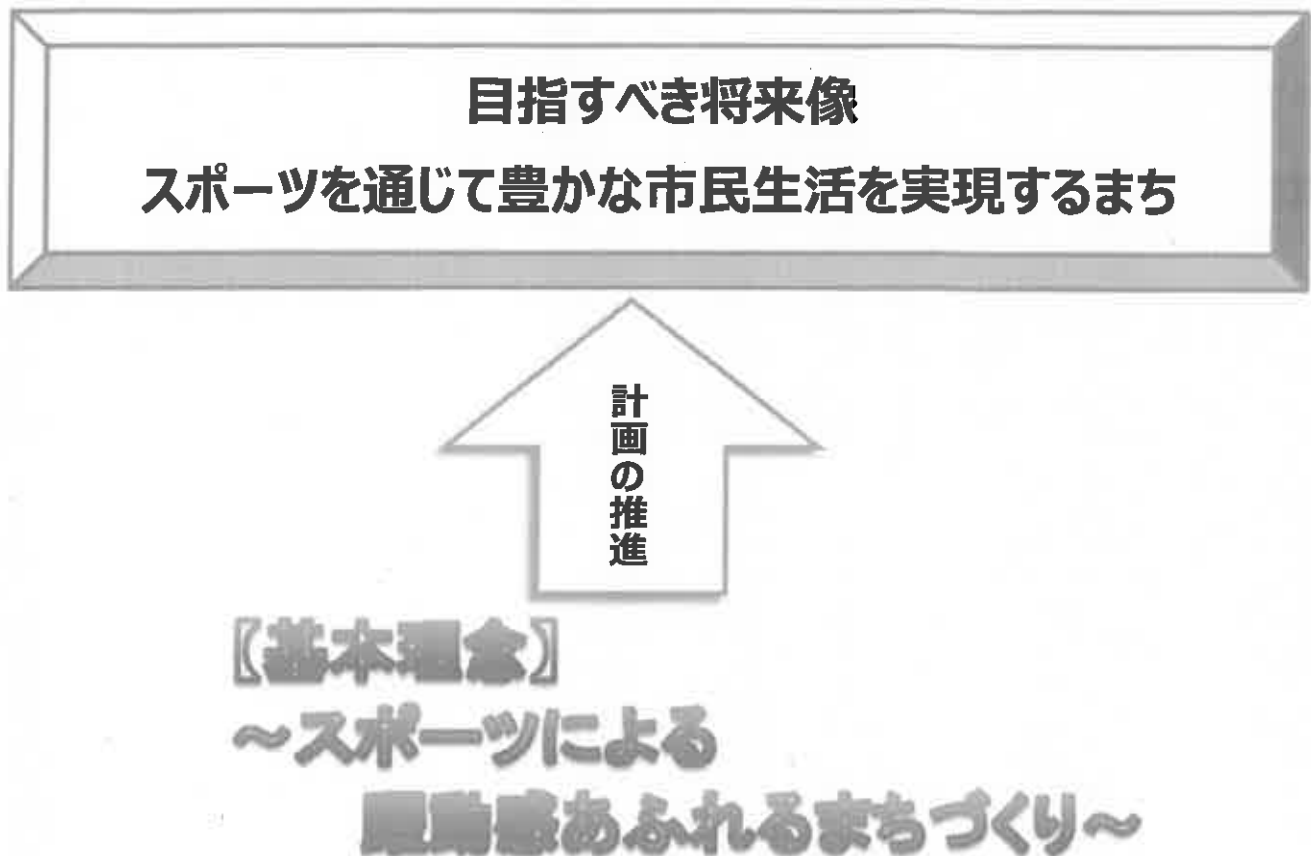 目指すべき将来像
スポーツを通じて豊かな市民生活を実現するまち
計画の推進
【基本理念】
～スポーツによる
躍動感あふれるまちづくり～